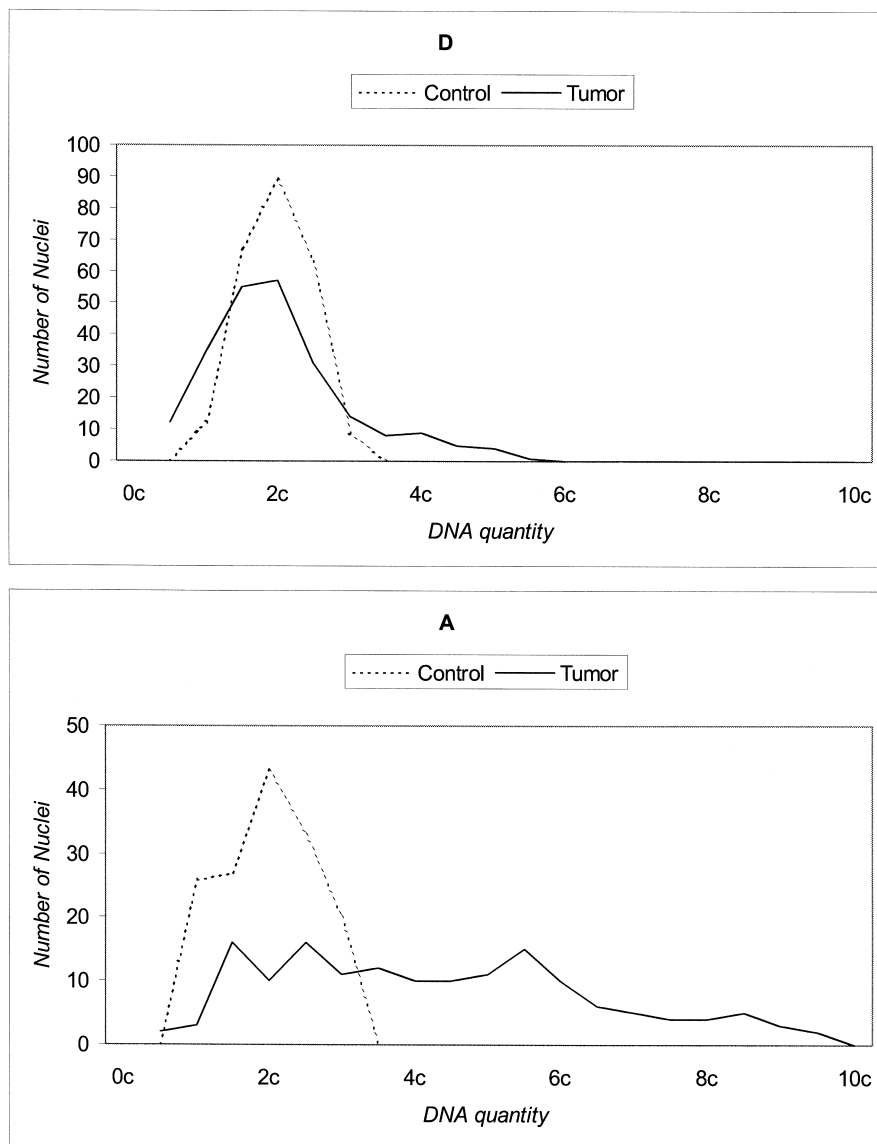 D
Control Tumor
100
90
80
70
60
50
40
30
20
10
0
Number of Nuclei
0c 2c 4c 6c 8c 10c
DNA quantity
A
Control Tumor
50
40
30
20
10
0
Number of Nuclei
0c 2c 4c 6c 8c 10c
DNA quantity